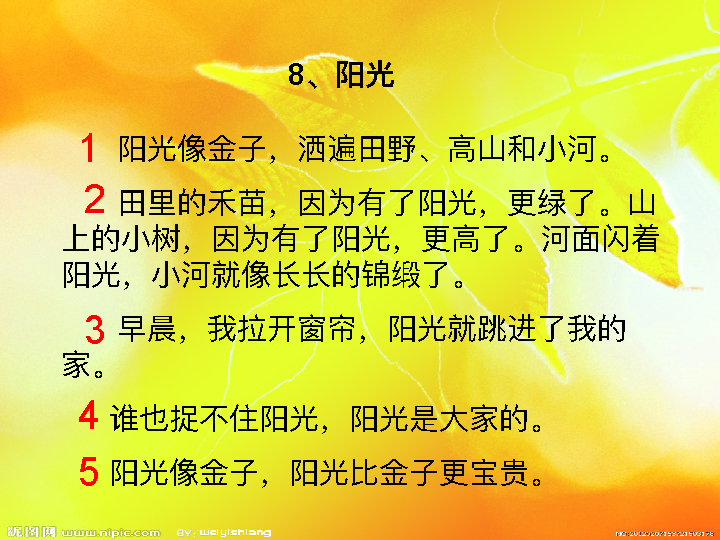 8、阳光
1 阳光像金子，洒遍田野、高山和小河。
2 田里的禾苗，因为有了阳光，更绿了。山
上的小树，因为有了阳光，更高了。河面闪着
阳光，小河就像长长的锦缎了。
3 早晨，我拉开窗帘，阳光就跳进了我的
家。
4 谁也捉不住阳光，阳光是大家的。
5 阳光像金子，阳光比金子更宝贵。
昵图网 www.nipic.com